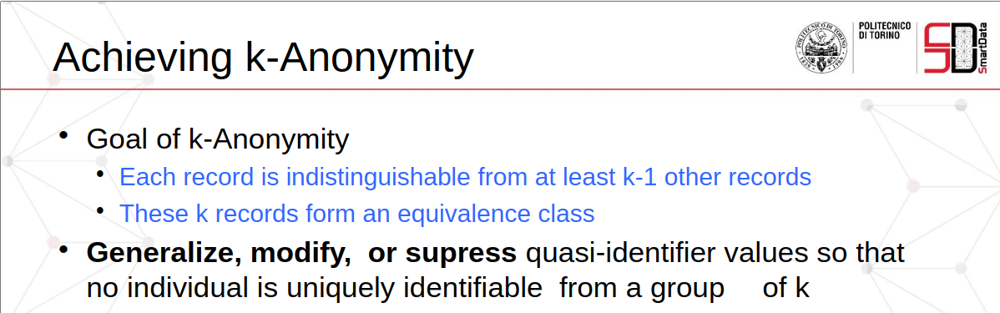 Achieving k-Anonymity
POLITECNICO
DI TORINO
SmartData
• Goal of k-Anonymity
• Each record is indistinguishable from at least k-1 other records
• These k records form an equivalence class
• Generalize, modify,  or supress quasi-identifier values so that
no individual is uniquely identifiable  from a group    of k